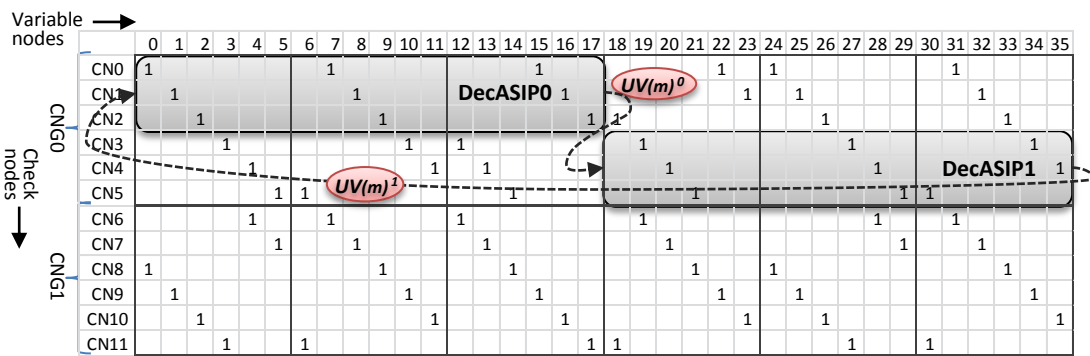 Variable
nodes
0 1 2 3 4 5 6 7 8 9 10 11 12 13 14 15 16 17 18 19 20 21 22 23 24 25 26 27 28 29 30 31 32 33 34 35
CN0 1 1 1 1 1 1
CN1 1 1 DecASIP0 1 UV(m)⁰ 1 1 1
CN2 1 1 1 1 1 1
CNG0
CN3 1 1 1 1 1 1
CN4 1 1 1 1 1 DecASIP1 1
CN5 1 1 UV(m)¹ 1 1 1 1
Check
nodes
CN6 1 1 1 1 1 1
CN7 1 1 1 1 1 1
CN8 1 1 1 1 1 1
CNG1
CN9 1 1 1 1 1 1
CN10 1 1 1 1 1 1
CN11 1 1 1 1 1 1